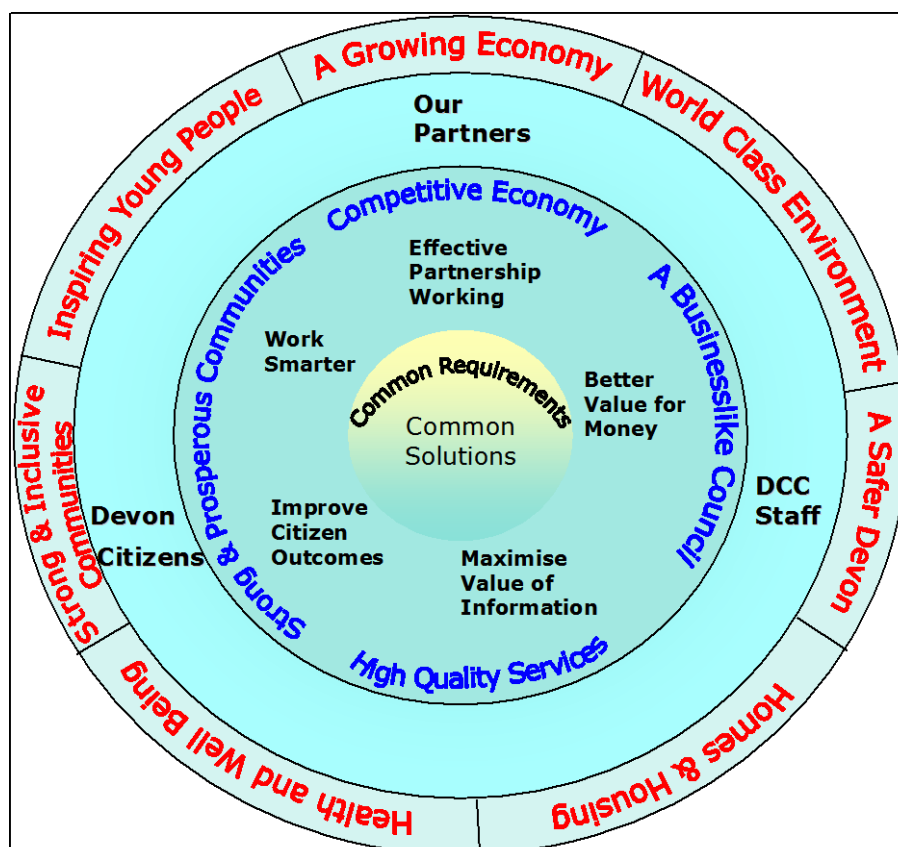 A Growing Economy
World Class Environment
A Safer Devon
Homes & Housing
Health and Well Being
Strong & Inclusive
Communities
Inspiring Young People
Our
Partners
DCC
Staff
Devon
Citizens
Competitive Economy
A Businesslike Council
High Quality Services
Strong & Prosperous Communities
Effective
Partnership
Working
Better
Value for
Money
Maximise
Value of
Information
Improve
Citizen
Outcomes
Work
Smarter
Common Requirements
Common
Solutions